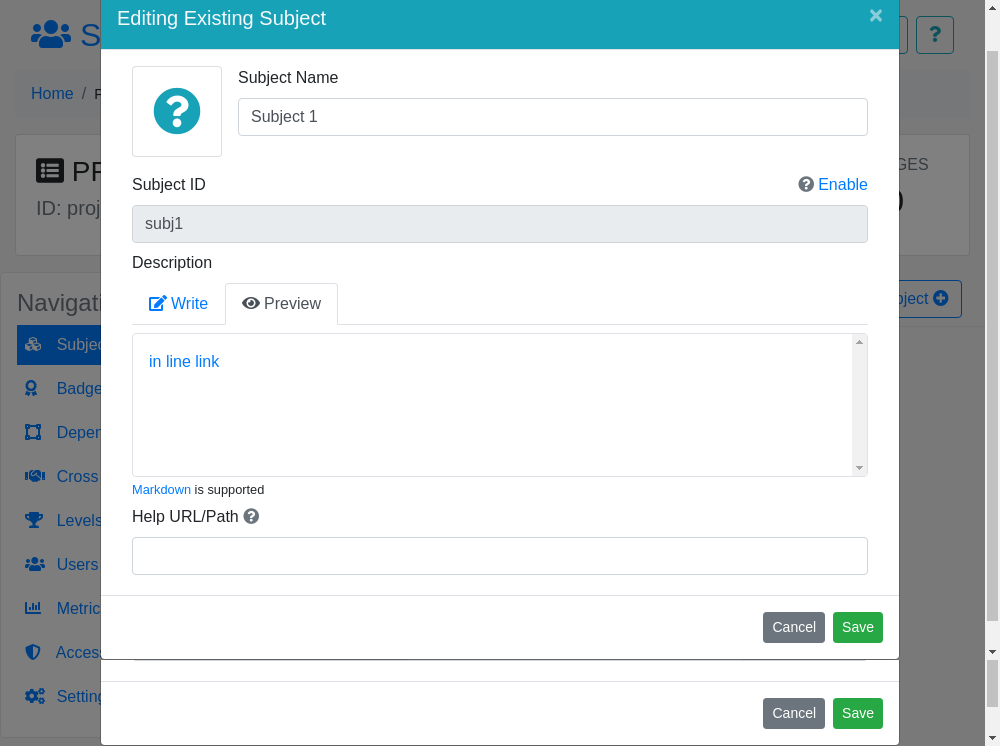 Editing Existing Subject ×
S
?
Home / P
Subject Name
Subject 1
ID: proj
Subject ID
Enable
subj1
Description
Navigati
Write
Preview
bject
Subjec
in line link
Badge
Depen
Cross
Markdown is supported
Help URL/Path
Levels
Users
Metric
Cancel
Save
Acces
Setting
Cancel
Save